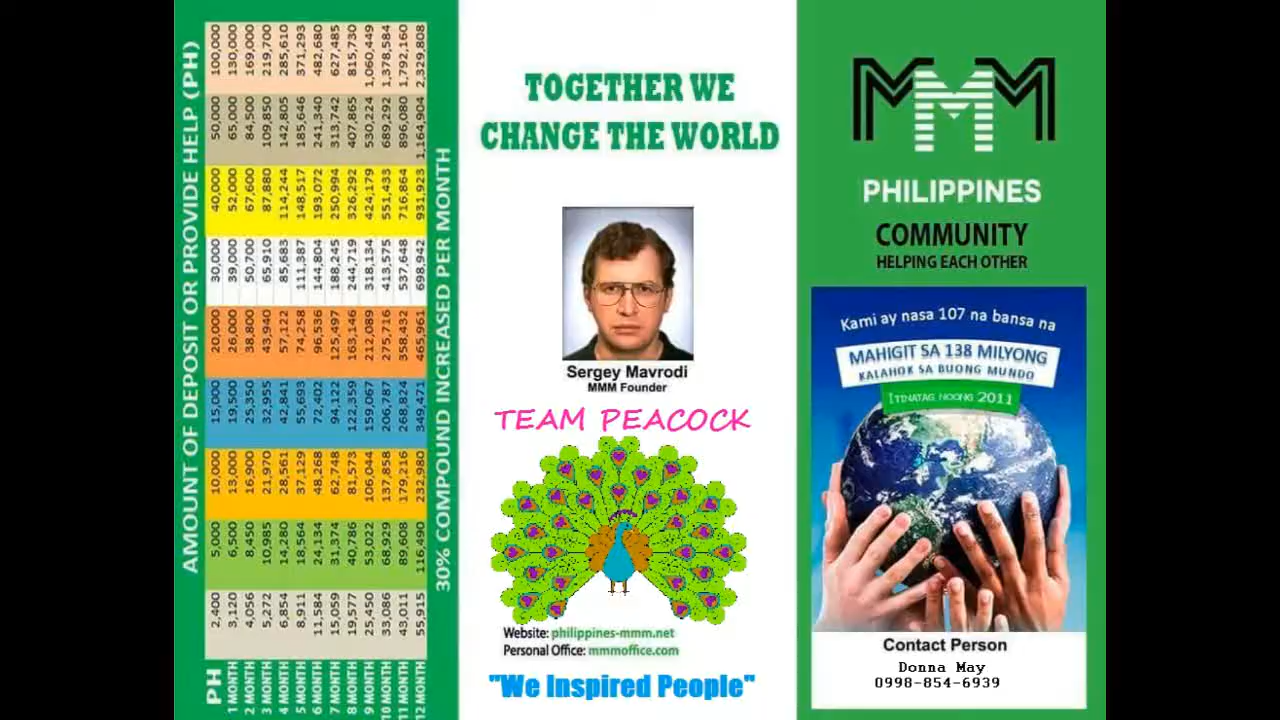 AMOUNT OF DEPOSIT OR PROVIDE HELP (PH)
PH 2,400 5,000 10,000 15,000 20,000 30,000 40,000 50,000 100,000
1 MONTH 3,120 6,500 13,000 19,500 26,000 39,000 52,000 65,000 130,000
2 MONTH 4,056 8,450 16,900 25,350 38,800 50,700 67,600 84,500 169,000
3 MONTH 5,272 10,985 21,970 32,955 43,940 65,910 87,880 109,850 219,700
4 MONTH 6,854 14,280 28,561 42,841 57,122 85,683 114,244 142,805 285,610
5 MONTH 8,911 18,564 37,129 55,693 74,258 111,387 148,517 185,646 371,293
6 MONTH 11,584 24,134 48,268 72,402 96,536 144,804 193,072 241,340 482,680
7 MONTH 15,059 31,374 62,748 94,122 125,497 188,245 250,994 313,742 627,485
8 MONTH 19,577 40,786 81,573 122,359 163,146 244,719 326,292 407,865 815,730
9 MONTH 25,450 53,022 106,044 159,067 212,089 318,134 424,179 530,224 1,060,449
10 MONTH 33,086 68,929 137,858 206,787 275,716 413,575 551,433 689,292 1,378,584
11 MONTH 43,011 89,608 179,216 268,824 358,432 537,648 716,864 896,080 1,792,160
12 MONTH 55,915 116,490 232,980 349,471 465,961 698,942 931,923 1,164,904 2,329,808
30% COMPOUND INCREASED PER MONTH
TOGETHER WE
CHANGE THE WORLD
Sergey Mavrodi
MMM Founder
TEAM PEACOCK
Website: philippines-mmm.net
Personal Office: mmmoffice.com
"We Inspired People"
MMM
PHILIPPINES
COMMUNITY
HELPING EACH OTHER
Kami ay nasa 107 na bansa na
MAHIGIT SA 138 MILYONG
KALAHOK SA BUONG MUNDO
ITINATAG NOONG 2011
Contact Person
Donna May
0998-854-6939